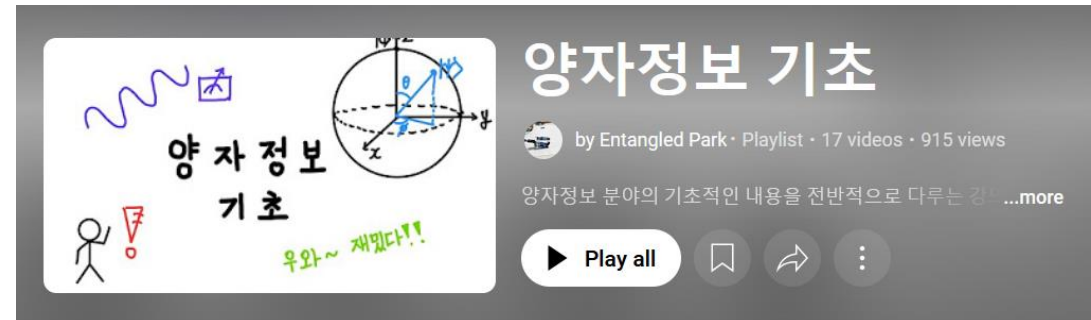 양자정보
기초
우와~ 재밌다!!
x
y
z
θ
φ
|ψ⟩
양자정보 기초
by Entangled Park • Playlist • 17 videos • 915 views
양자정보 분야의 기초적인 내용을 전반적으로 다루는 ...more
Play all